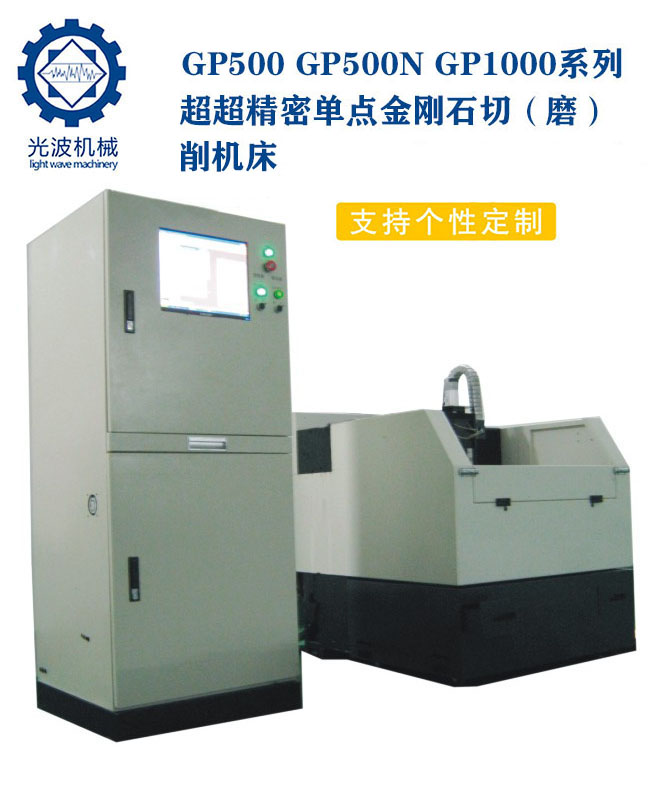 GP500 GP500N GP1000系列
超超精密单点金刚石切（磨）
削机床
光波机械
light wave machinery
支持个性定制